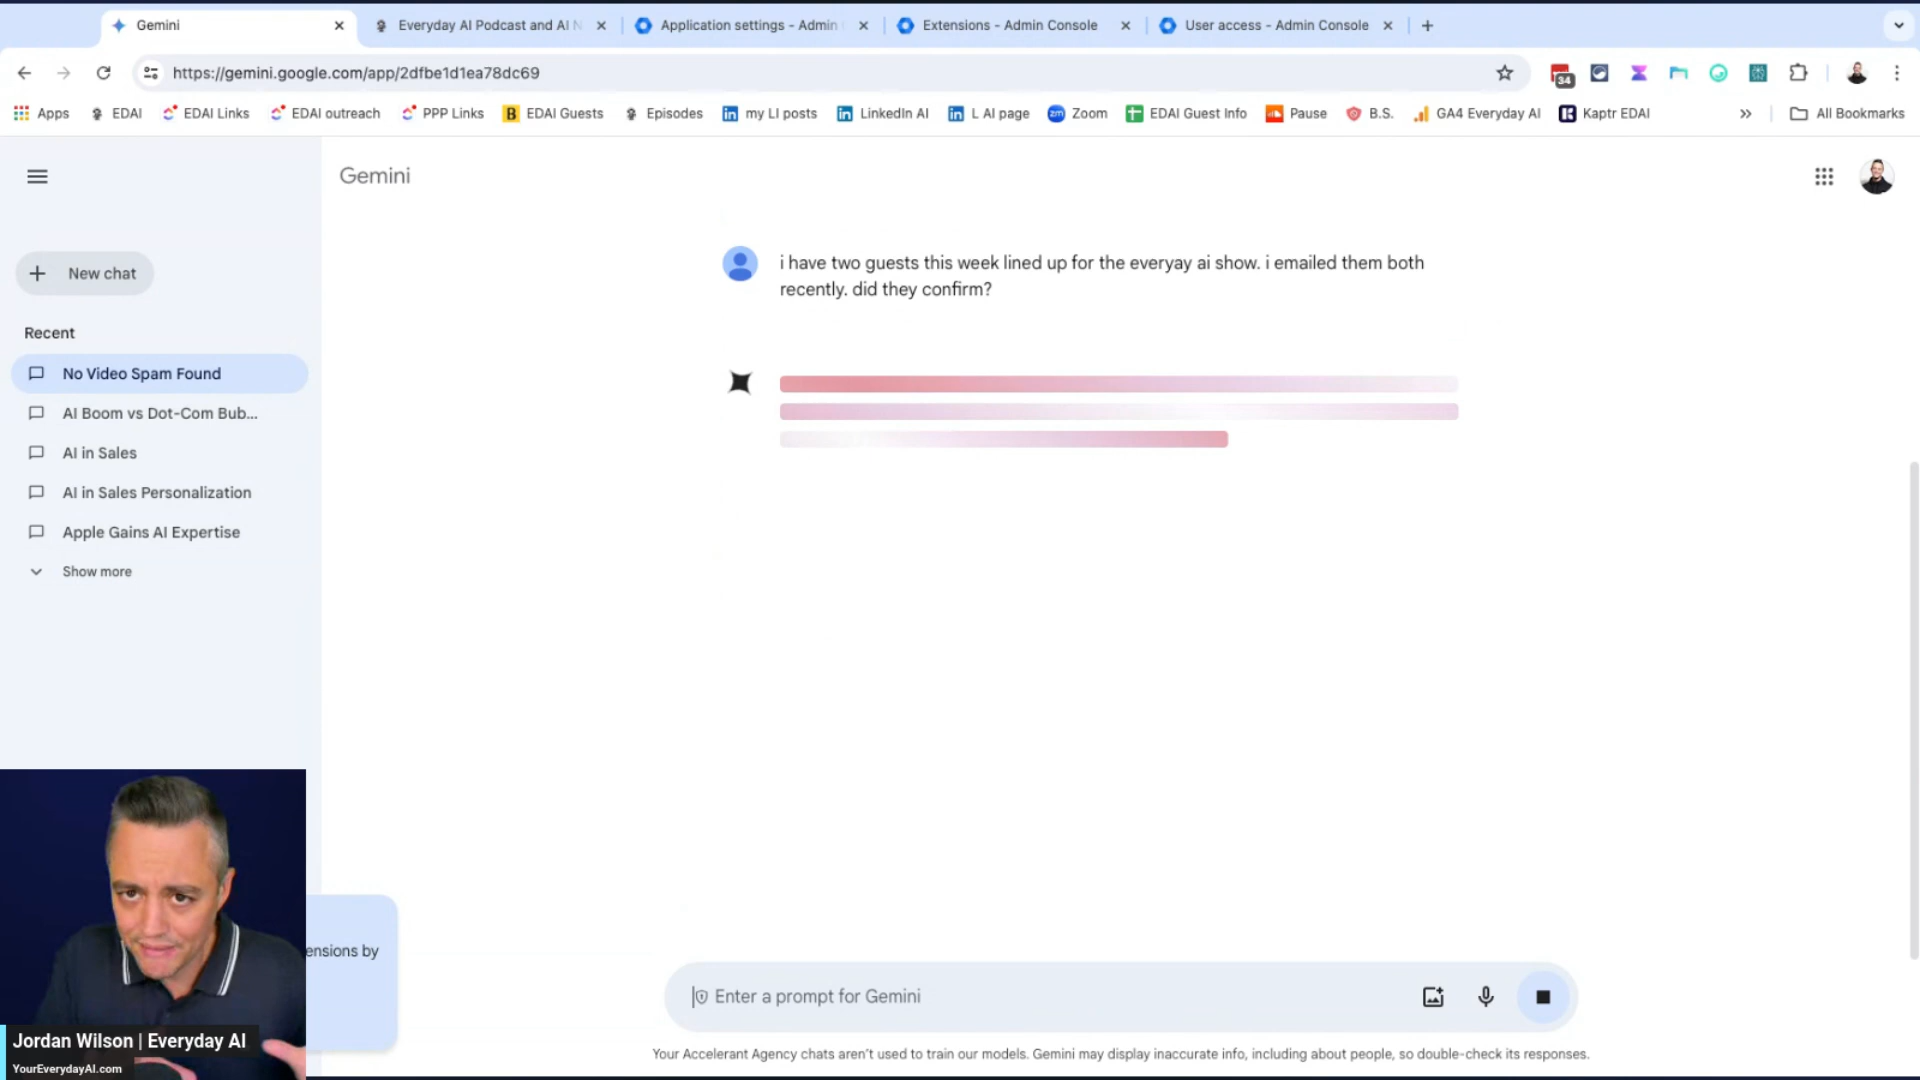 Gemini
Everyday AI Podcast and AI N
Application settings - Admin
Extensions - Admin Console
User access - Admin Console
https://gemini.google.com/app/2dfbe1d1ea78dc69
34
Apps
EDAI
EDAI Links
EDAI outreach
PPP Links
B
EDAI Guests
Episodes
in
my LI posts
in
LinkedIn AI
in
L AI page
zm
Zoom
EDAI Guest Info
Pause
B.S.
GA4 Everyday AI
K
Kaptr EDAI
All Bookmarks
Gemini
New chat
Recent
No Video Spam Found
AI Boom vs Dot-Com Bub...
AI in Sales
AI in Sales Personalization
Apple Gains AI Expertise
Show more
i have two guests this week lined up for the everyay ai show. i emailed them both
recently. did they confirm?
ensions by
Enter a prompt for Gemini
Your Accelerant Agency chats aren't used to train our models. Gemini may display inaccurate info, including about people, so double-check its responses.
Jordan Wilson | Everyday AI
YourEverydayAI.com